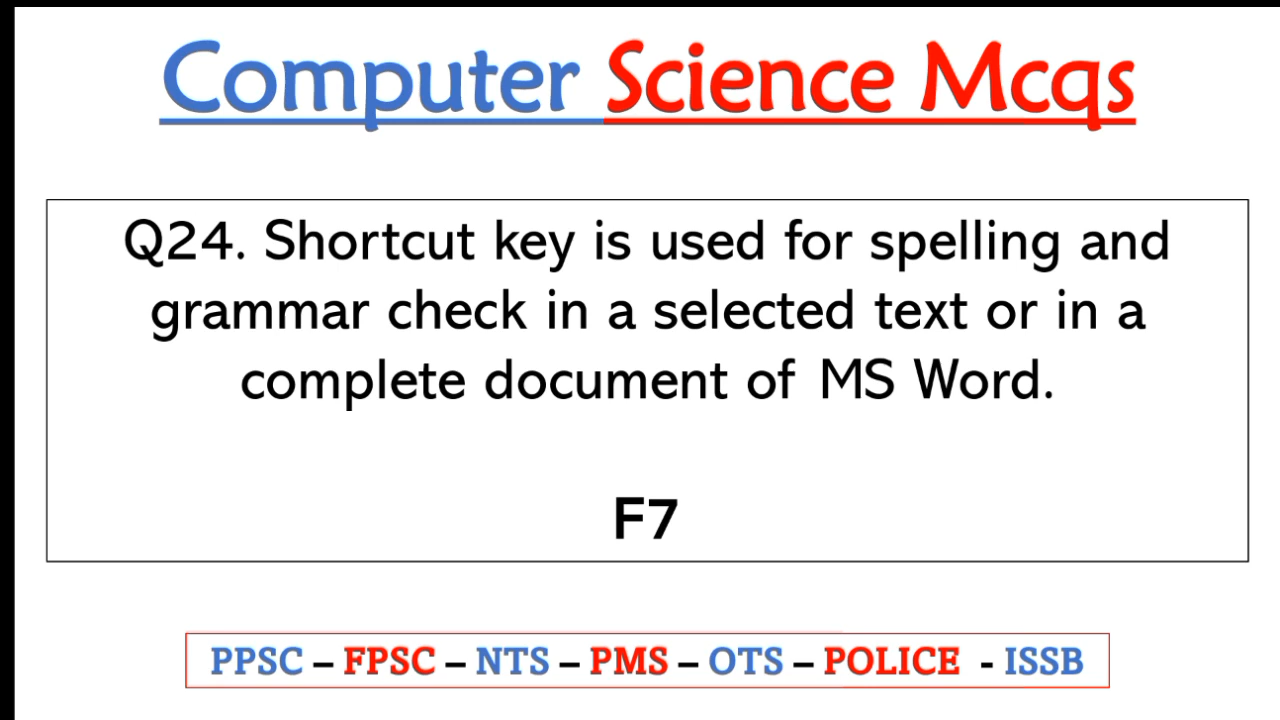 Computer Science Mcqs
Q24. Shortcut key is used for spelling and
grammar check in a selected text or in a
complete document of MS Word.
F7
PPSC – FPSC – NTS – PMS – OTS – POLICE - ISSB